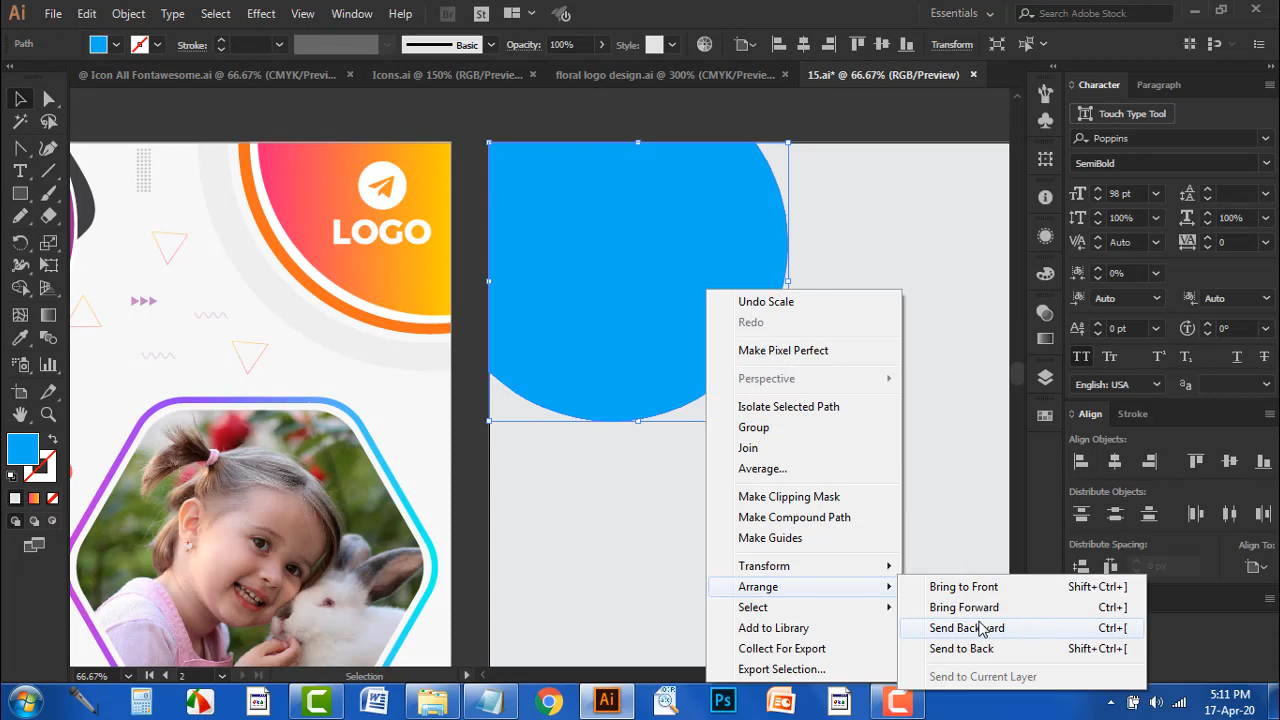 Ai File Edit Object Type Select Effect View Window Help Br St Essentials Search Adobe Stock
Path Stroke: Basic Opacity: 100% Style: Transform
@ Icon All Fontawesome.ai @ 66.67% (CMYK/Previ... × Icons.ai @ 150% (RGB/Preview... × floral logo design.ai @ 300% (CMYK/Previe... × 15.ai* @ 66.67% (RGB/Preview) ×
Character Paragraph
Touch Type Tool
Poppins
SemiBold
98 pt
100% 100%
Auto 0
0%
Auto Auto
0 pt 0°
English: USA
LOGO
Undo Scale
Redo
Make Pixel Perfect
Perspective
Isolate Selected Path
Group
Join
Average...
Make Clipping Mask
Make Compound Path
Make Guides
Transform
Arrange
Select
Add to Library
Collect For Export
Export Selection...
Bring to Front Shift+Ctrl+]
Bring Forward Ctrl+]
Send Backward Ctrl+[
Send to Back Shift+Ctrl+[
Send to Current Layer
Align Stroke
Align Objects:
Distribute Objects:
Distribute Spacing: Align To:
0 px
66.67% 2 Selection
5:11 PM
17-Apr-20